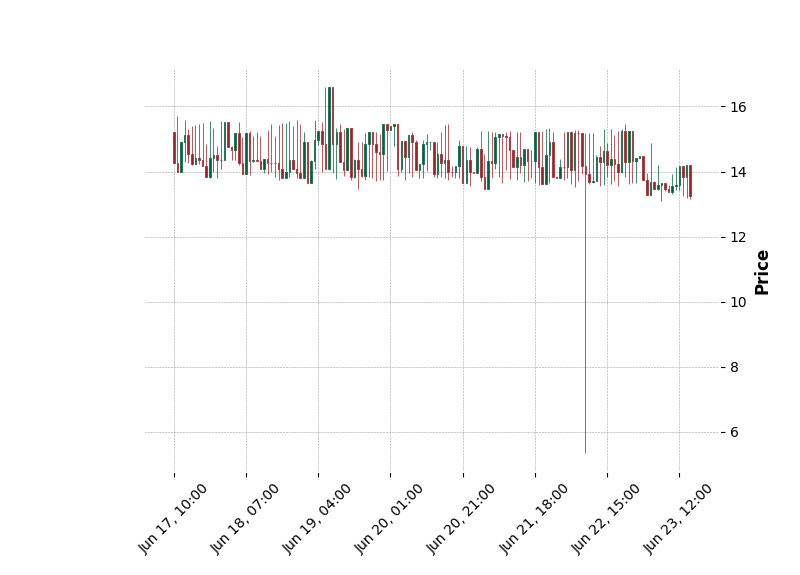 16
14
12
10
8
6
Price
Jun 17, 10:00
Jun 18, 07:00
Jun 19, 04:00
Jun 20, 01:00
Jun 20, 21:00
Jun 21, 18:00
Jun 22, 15:00
Jun 23, 12:00